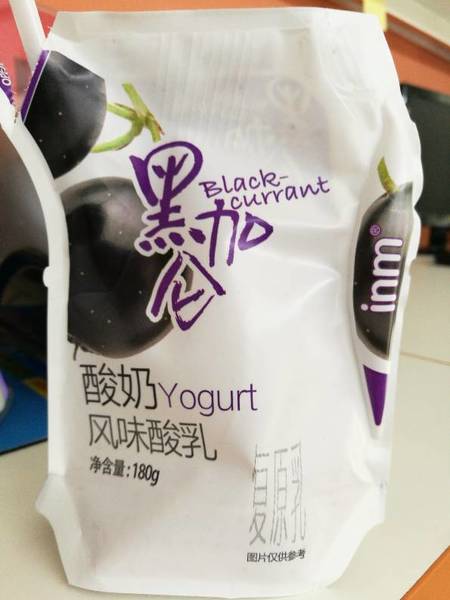 黑加仑
Black-
currant
inm®
酸奶Yogurt
风味酸乳
净含量:180g
复原乳
图片仅供参考